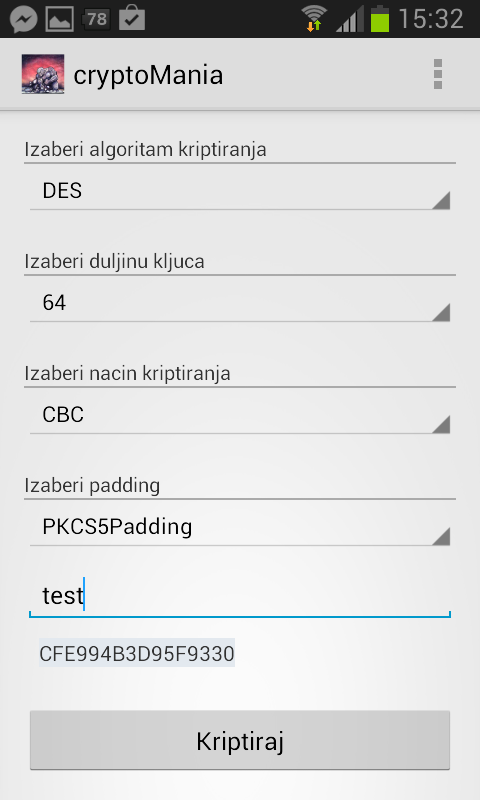 78 15:32
cryptoMania
Izaberi algoritam kriptiranja
DES
Izaberi duljinu kljuca
64
Izaberi nacin kriptiranja
CBC
Izaberi padding
PKCS5Padding
test
CFE994B3D95F9330
Kriptiraj